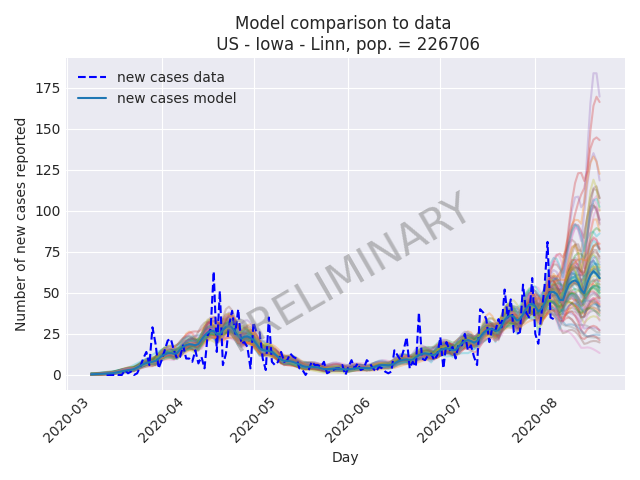 Model comparison to data
US - Iowa - Linn, pop. = 226706
new cases data
new cases model
PRELIMINARY
Number of new cases reported
175
150
125
100
75
50
25
0
2020-03
2020-04
2020-05
2020-06
2020-07
2020-08
Day